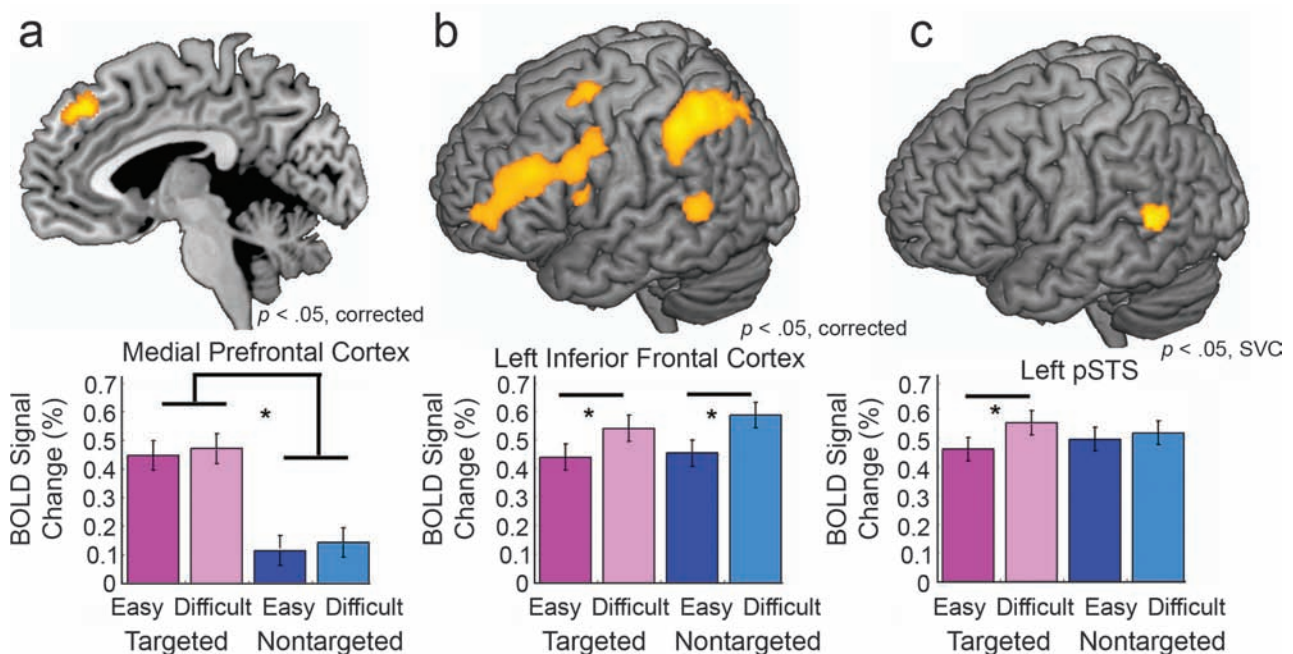 a
p < .05, corrected
Medial Prefrontal Cortex
BOLD Signal
Change (%)
0.7
0.6
0.5
0.4
0.3
0.2
0.1
0
*
Easy Difficult Easy Difficult
Targeted Nontargeted
b
p < .05, corrected
Left Inferior Frontal Cortex
BOLD Signal
Change (%)
0.7
0.6
0.5
0.4
0.3
0.2
0.1
0
* *
Easy Difficult Easy Difficult
Targeted Nontargeted
c
p < .05, SVC
Left pSTS
BOLD Signal
Change (%)
0.7
0.6
0.5
0.4
0.3
0.2
0.1
0
*
Easy Difficult Easy Difficult
Targeted Nontargeted